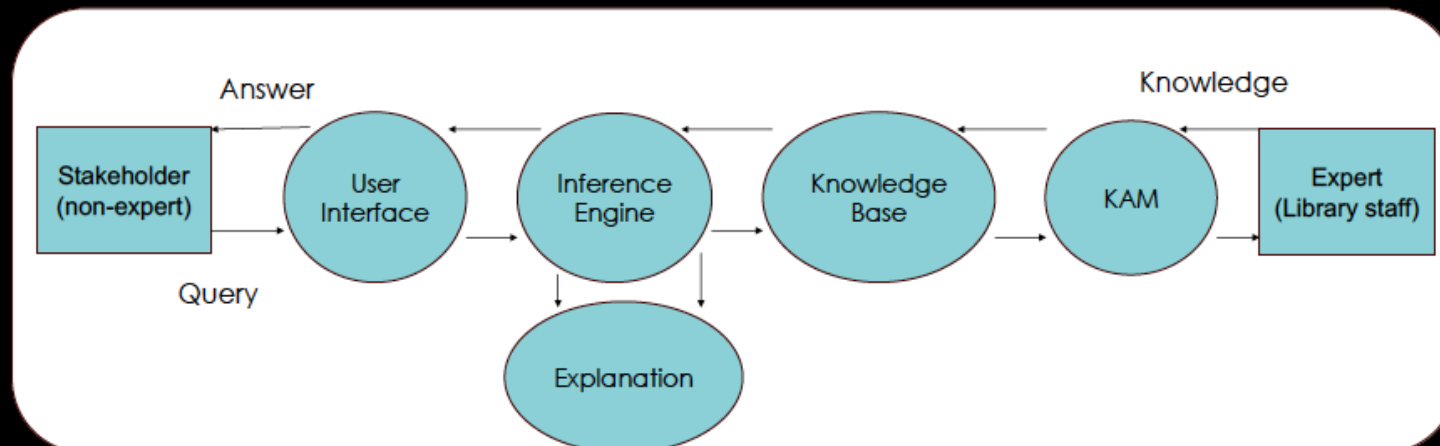 Answer
Knowledge
Stakeholder
(non-expert)
User
Interface
Inference
Engine
Knowledge
Base
KAM
Expert
(Library staff)
Query
Explanation